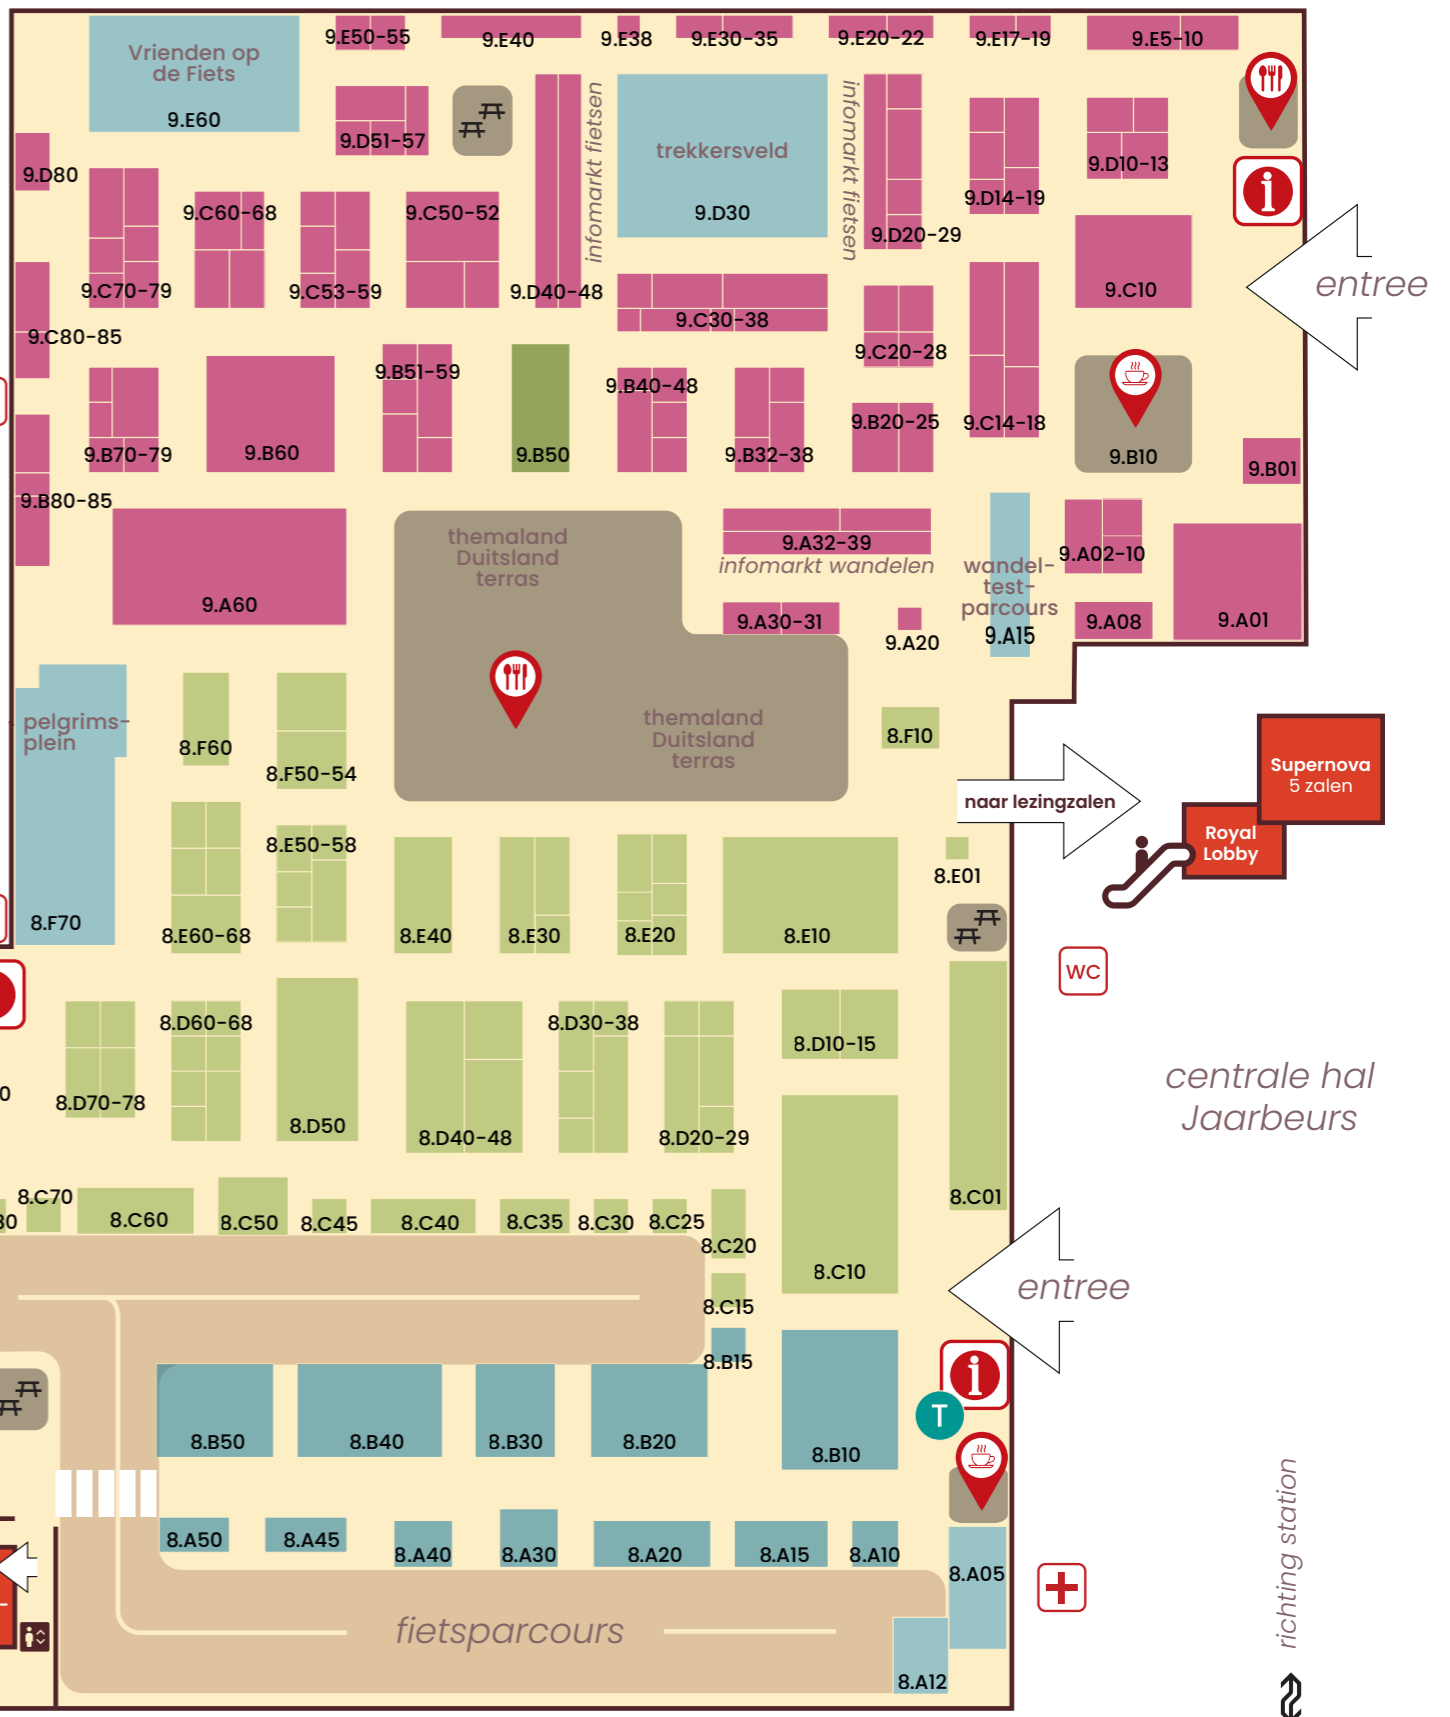 9.E50-55
9.E40
9.E38
9.E30-35
9.E20-22
9.E17-19
9.E5-10
Vrienden op
de Fiets
9.E60
9.D51-57
infomarkt fietsen
trekkersveld
9.D30
infomarkt fietsen
9.D20-29
9.D14-19
9.D10-13
i
9.D80
9.C70-79
9.C60-68
9.C53-59
9.C50-52
9.D40-48
9.C30-38
9.C20-28
9.C10
entree
9.C80-85
9.B70-79
9.B60
9.B51-59
9.B50
9.B40-48
9.B32-38
9.B20-25
9.C14-18
9.B10
9.B01
9.B80-85
9.A60
themaland
Duitsland
terras
9.A32-39
infomarkt wandelen
9.A30-31
9.A20
wandel-
test-
parcours
9.A15
9.A02-10
9.A08
9.A01
pelgrims-
plein
8.F70
8.F60
8.F50-54
themaland
Duitsland
terras
8.F10
naar lezingzalen
Supernova
5 zalen
Royal
Lobby
8.E60-68
8.E50-58
8.E40
8.E30
8.E20
8.E10
8.E01
WC
8.D70-78
8.D60-68
8.D50
8.D40-48
8.D30-38
8.D20-29
8.D10-15
centrale hal
Jaarbeurs
8.C01
8.C70
8.C60
8.C50
8.C45
8.C40
8.C35
8.C30
8.C25
8.C20
8.C10
8.C15
entree
8.B15
8.B50
8.B40
8.B30
8.B20
8.B10
i
T
8.A50
8.A45
8.A40
8.A30
8.A20
8.A15
8.A10
8.A05
fietsparcours
8.A12
richting station